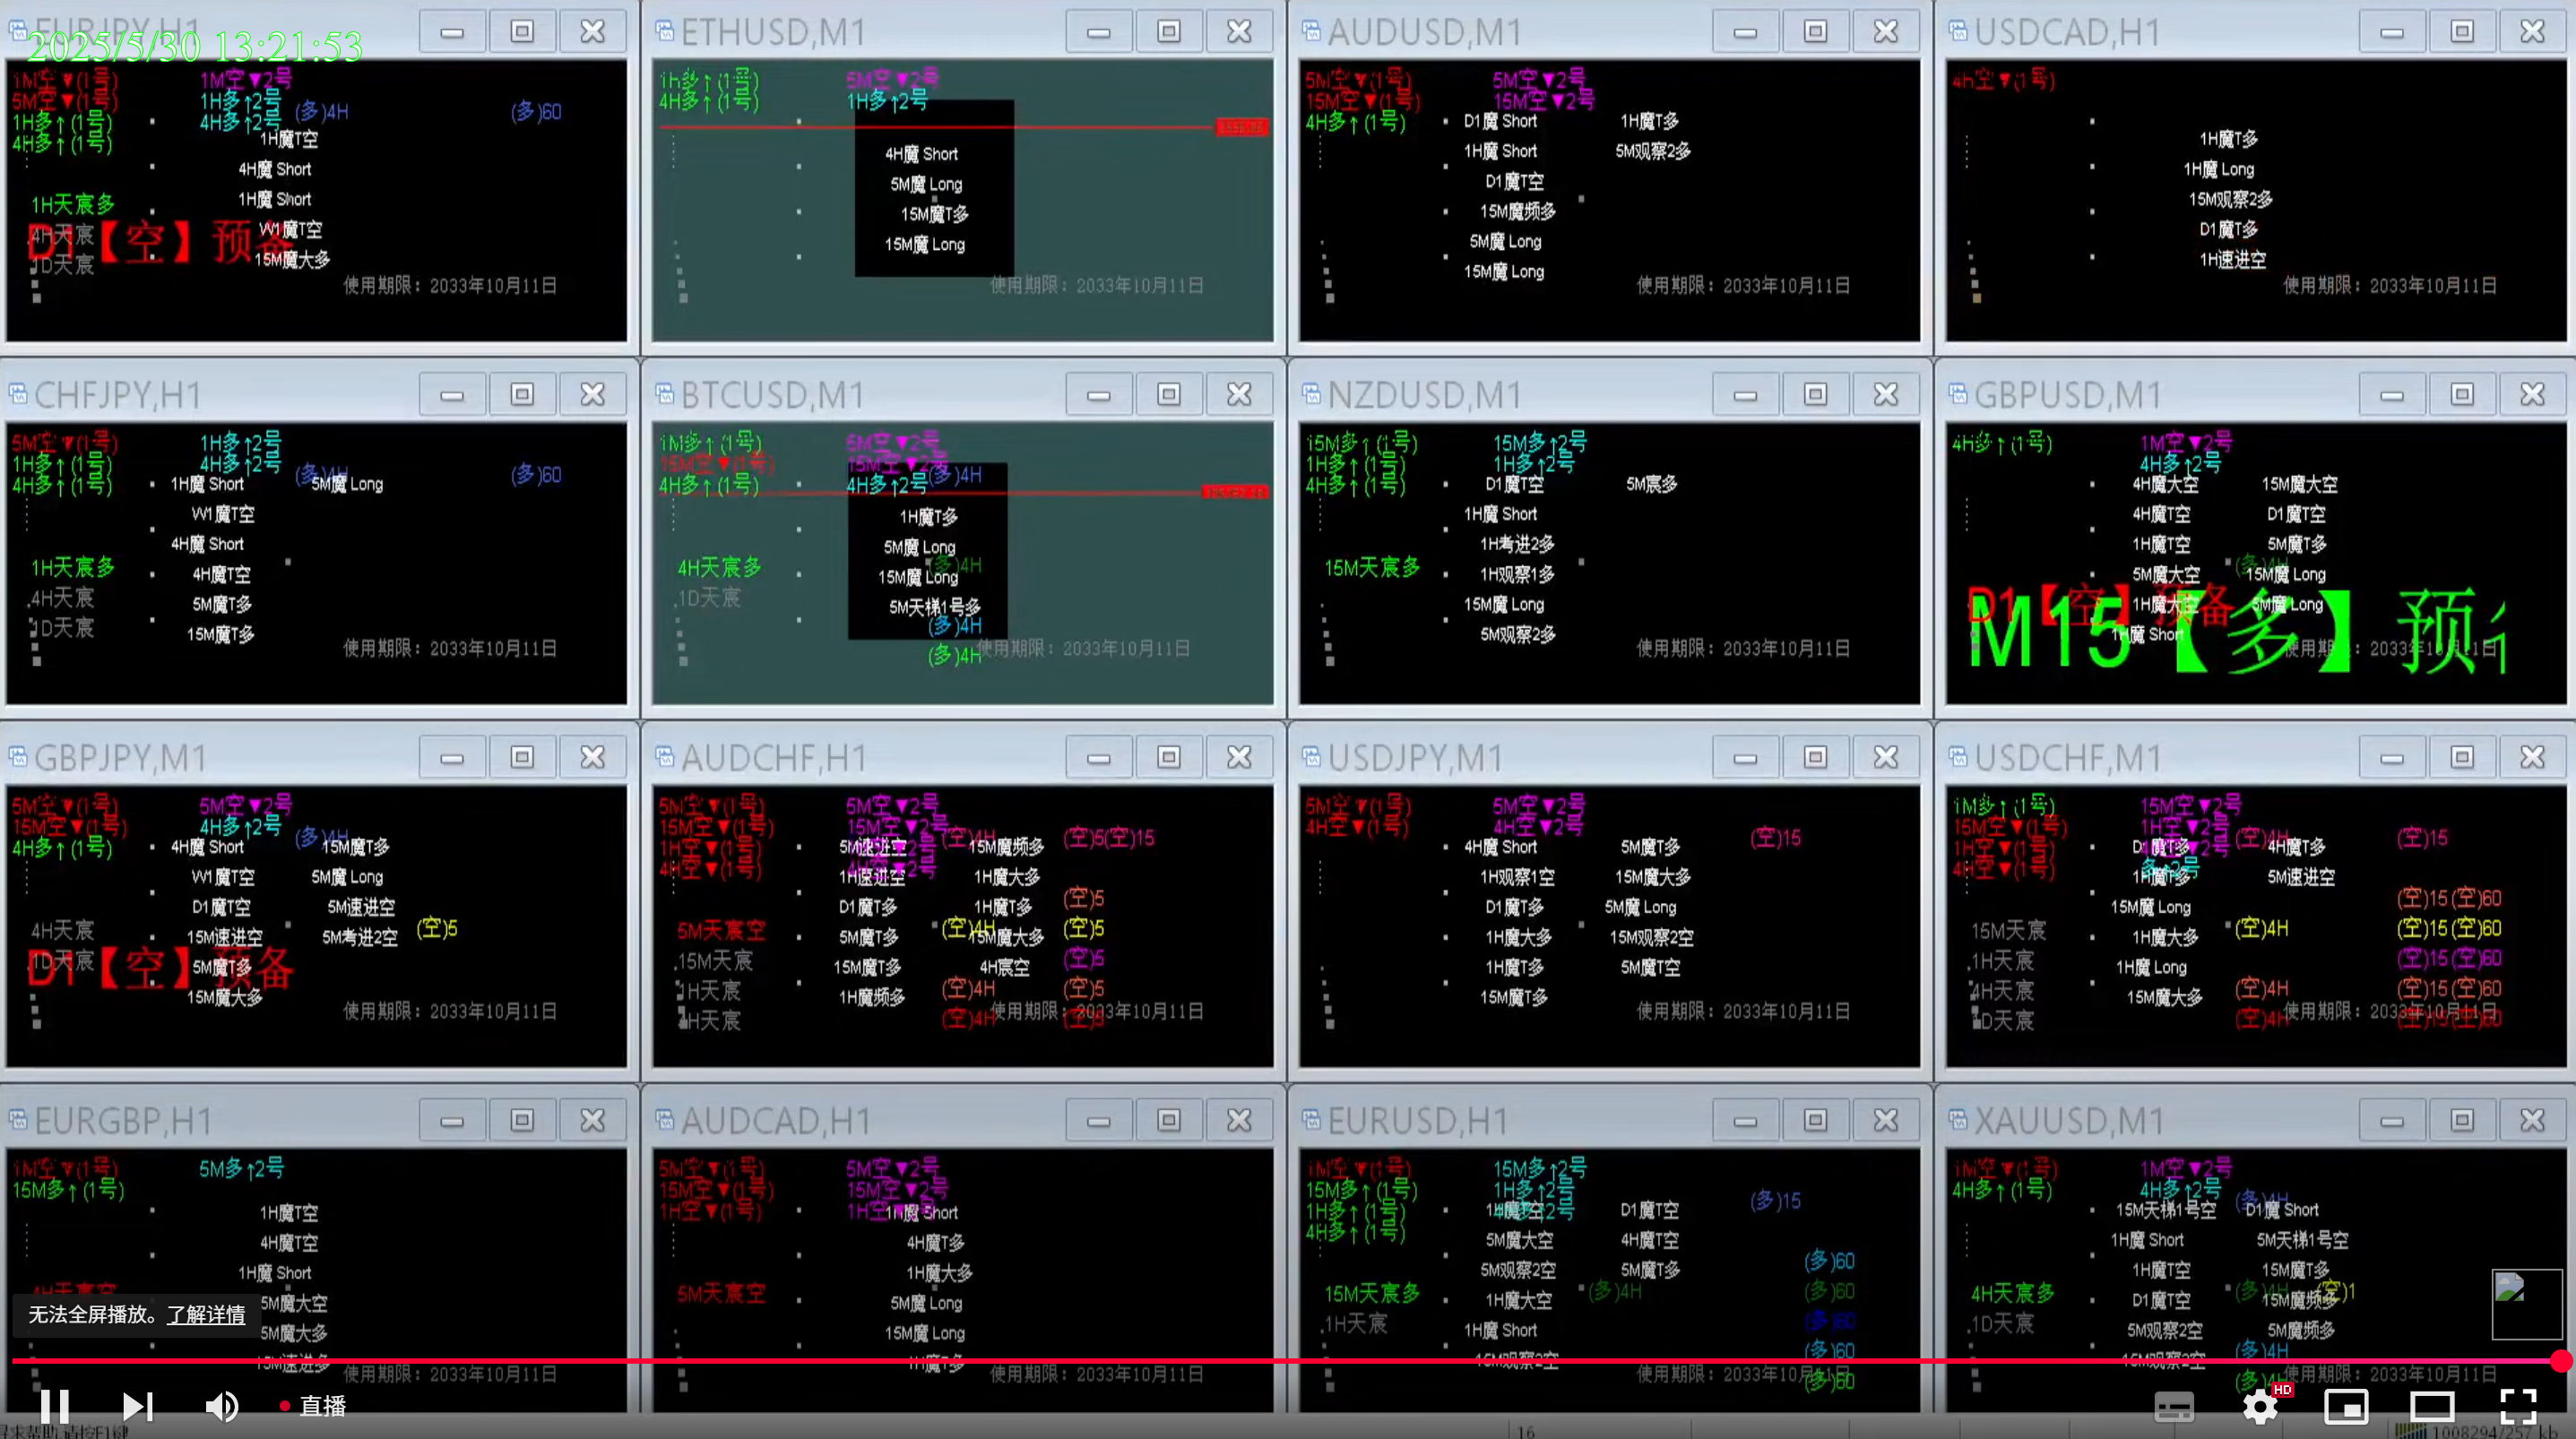 EURJPY,H1
2025/5/30 13:21:53
1M空▼(1号)
5M空▼(1号)
1H多↑(1号)
4H多↑(1号)
1M空▼2号
1H多↑2号
4H多↑2号
(多)4H
(多)60
1H魔T空
4H魔 Short
1H魔 Short
W1魔T空
15M魔大多
1H天宸多
4H天宸
1D天宸
D1【空】预备
使用期限：2033年10月11日
ETHUSD,M1
1h多↑(1号)
4H多↑(1号)
5M空▼2号
1H多↑2号
4H魔 Short
5M魔 Long
15M魔T多
15M魔 Long
使用期限：2033年10月11日
AUDUSD,M1
5M空▼(1号)
15M空▼(1号)
4H多↑(1号)
5M空▼2号
15M空▼2号
D1魔 Short
1H魔 Short
D1魔T空
15M魔频多
5M魔 Long
15M魔 Long
1H魔T多
5M观察2多
使用期限：2033年10月11日
USDCAD,H1
4h空▼(1号)
1H魔T多
1H魔 Long
15M观察2多
D1魔T多
1H速进空
使用期限：2033年10月11日
CHFJPY,H1
5M空▼(1号)
1H多↑(1号)
4H多↑(1号)
1H多↑2号
4H多↑2号
(多)4H
(多)60
1H魔 Short
W1魔T空
4H魔 Short
4H魔T空
5M魔T多
15M魔T多
5M魔 Long
1H天宸多
4H天宸
1D天宸
使用期限：2033年10月11日
BTCUSD,M1
1M多↑(1号)
15M空▼(1号)
4H多↑(1号)
5M空▼2号
15M空▼2号
4H多↑2号
(多)4H
1H魔T多
5M魔 Long
15M魔 Long
5M天梯1号多
(多)4H
(多)4H
(多)4H
4H天宸多
1D天宸
使用期限：2033年10月11日
NZDUSD,M1
15M多↑(1号)
1H多↑(1号)
4H多↑(1号)
15M多↑2号
1H多↑2号
D1魔T空
1H魔 Short
1H考进2多
1H观察1多
15M魔 Long
5M观察2多
5M宸多
15M天宸多
使用期限：2033年10月11日
GBPUSD,M1
4H多↑(1号)
1M空▼2号
4H多↑2号
4H魔大空
4H魔T空
1H魔T空
5M魔大空
1H魔大空
1H魔 Short
15M魔大空
D1魔T空
5M魔T多
15M魔 Long
5M魔 Long
(多)4H
D1【空】预备
M15【多】预
使用期限：2033年10月11日
GBPJPY,M1
5M空▼(1号)
15M空▼(1号)
4H多↑(1号)
5M空▼2号
4H多↑2号
(多)4H
4H魔 Short
W1魔T空
D1魔T空
15M速进空
5M魔T多
15M魔大多
15M魔T多
5M魔 Long
5M速进空
5M考进2空
(空)5
4H天宸
1D天宸
D1【空】预备
使用期限：2033年10月11日
AUDCHF,H1
5M空▼(1号)
15M空▼(1号)
1H空▼(1号)
4H空▼(1号)
5M空▼2号
15M空▼2号
(空)4H
(空)5(空)15
5M速进空
1H速进空
D1魔T多
5M魔T多
15M魔T多
1H魔频多
15M魔频多
1H魔大多
1H魔T多
15M魔大多
4H宸空
(空)5
(空)4H
(空)5
(空)5
(空)4H
(空)5
(空)4H
(空)5
5M天宸空
15M天宸
1H天宸
4H天宸
使用期限：2033年10月11日
USDJPY,M1
5M空▼(1号)
4H空▼(1号)
5M空▼2号
4H空▼2号
(空)15
4H魔 Short
1H观察1空
D1魔T多
1H魔大多
1H魔T多
15M魔T多
5M魔T多
15M魔大多
5M魔 Long
15M观察2空
5M魔T空
使用期限：2033年10月11日
USDCHF,M1
1M多↑(1号)
15M空▼(1号)
1H空▼(1号)
4H空▼(1号)
15M空▼2号
1H空▼2号
(空)4H
(空)15
D1魔T多
1H魔T多
15M魔 Long
1H魔大多
1H魔 Long
15M魔大多
4H魔T多
5M速进空
(空)15(空)60
(空)4H
(空)15(空)60
(空)15(空)60
(空)4H
(空)15(空)60
(空)4H
(空)15(空)60
15M天宸
1H天宸
4H天宸
1D天宸
使用期限：2033年10月11日
EURGBP,H1
1M空▼(1号)
15M多↑(1号)
5M多↑2号
1H魔T空
4H魔T空
1H魔 Short
5M魔大空
5M魔大多
15M速进多
4H天宸空
使用期限：2033年10月11日
AUDCAD,H1
5M空▼(1号)
15M空▼(1号)
1H空▼(1号)
5M空▼2号
15M空▼2号
1H空▼2号
1H魔 Short
4H魔T多
1H魔大多
5M魔 Long
15M魔 Long
1H魔T多
5M天宸空
使用期限：2033年10月11日
EURUSD,H1
1M空▼(1号)
15M多↑(1号)
1H多↑(1号)
4H多↑(1号)
15M多↑2号
1H多↑2号
4H多↑2号
(多)15
5M魔大空
5M观察2空
1H魔大空
1H魔 Short
15M观察2空
D1魔T空
4H魔T空
5M魔T多
(多)4H
(多)60
(多)60
(多)60
(多)60
(多)60
15M天宸多
1H天宸
使用期限：2033年10月11日
XAUUSD,M1
1M空▼(1号)
4H多↑(1号)
1M空▼2号
4H多↑2号
(多)4H
15M天梯1号空
1H魔 Short
1H魔T空
D1魔T空
5M观察2空
15M观察2空
D1魔 Short
5M天梯1号空
15M魔T多
15M魔频多
5M魔频多
(多)4H
(空)1
(多)4H
(多)4H
4H天宸多
1D天宸
使用期限：2033年10月11日
无法全屏播放。了解详情
直播
HD
寻求帮助,请按F1键
16
1008294/257 kb